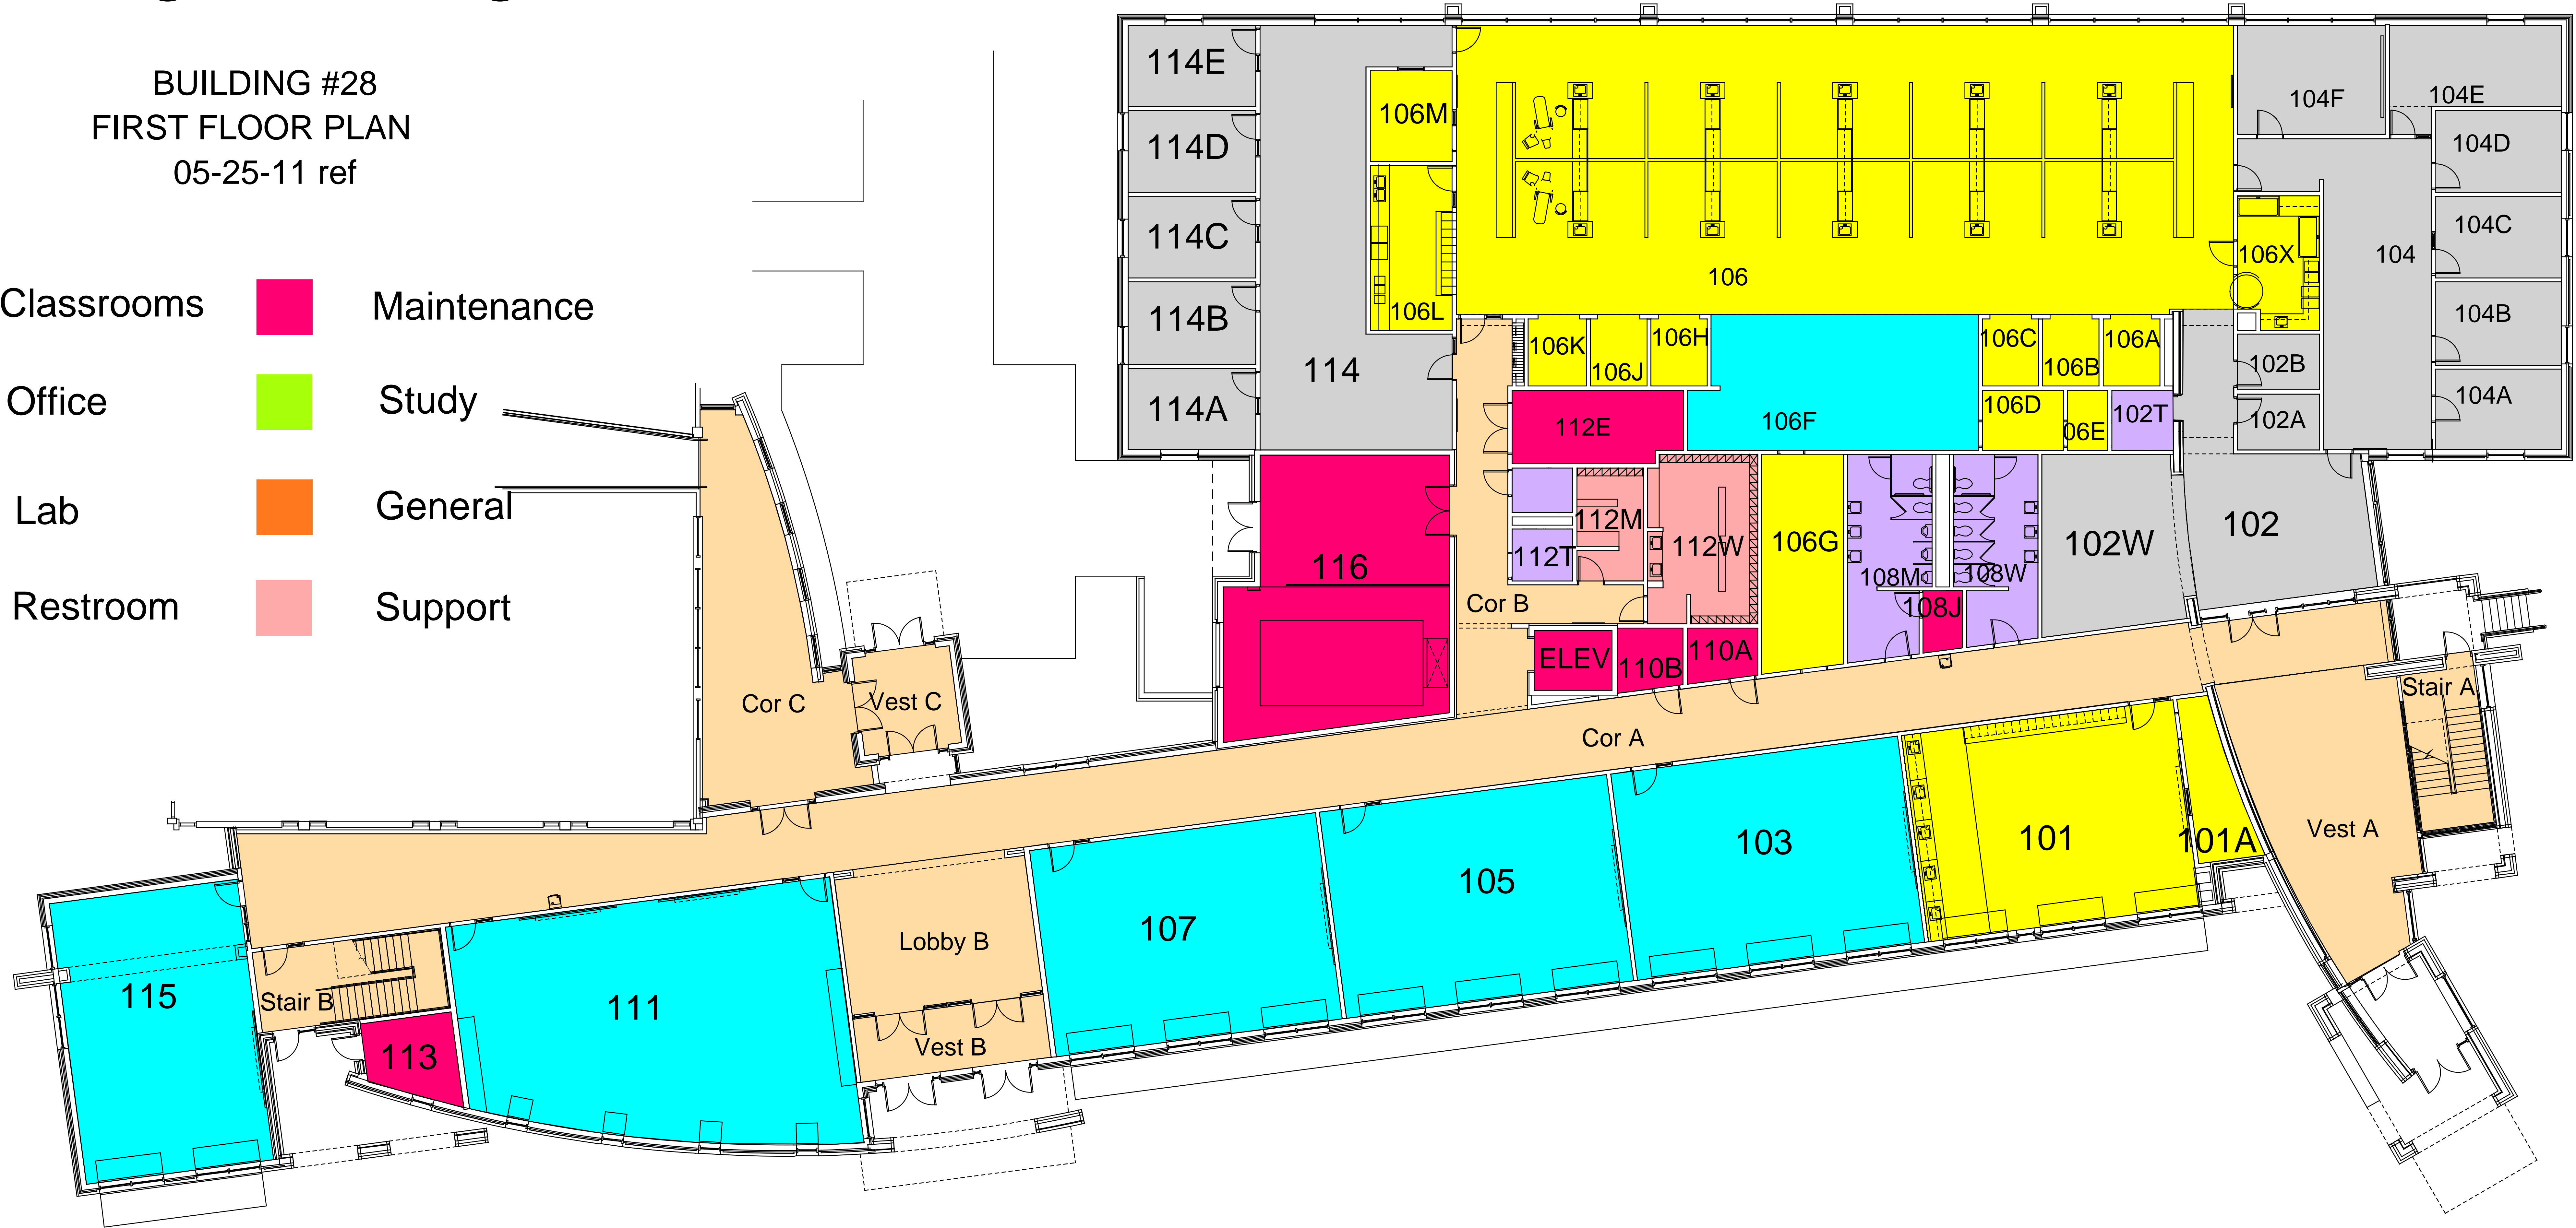 BUILDING #28
FIRST FLOOR PLAN
05-25-11 ref
Classrooms
Maintenance
Office
Study
Lab
General
Restroom
Support
114E
114D
114C
114B
114A
114
106M
106L
106
104F
104E
104D
104C
104B
104A
104
106X
102B
102A
106K
106J
106H
106F
106C
106B
106A
106D
06E
102T
112E
112M
112T
112W
106G
108M
108W
108J
102W
102
116
Cor B
ELEV
110B
110A
Cor C
Vest C
Cor A
Stair A
Vest A
101A
101
103
105
107
Lobby B
Vest B
111
113
Stair B
115